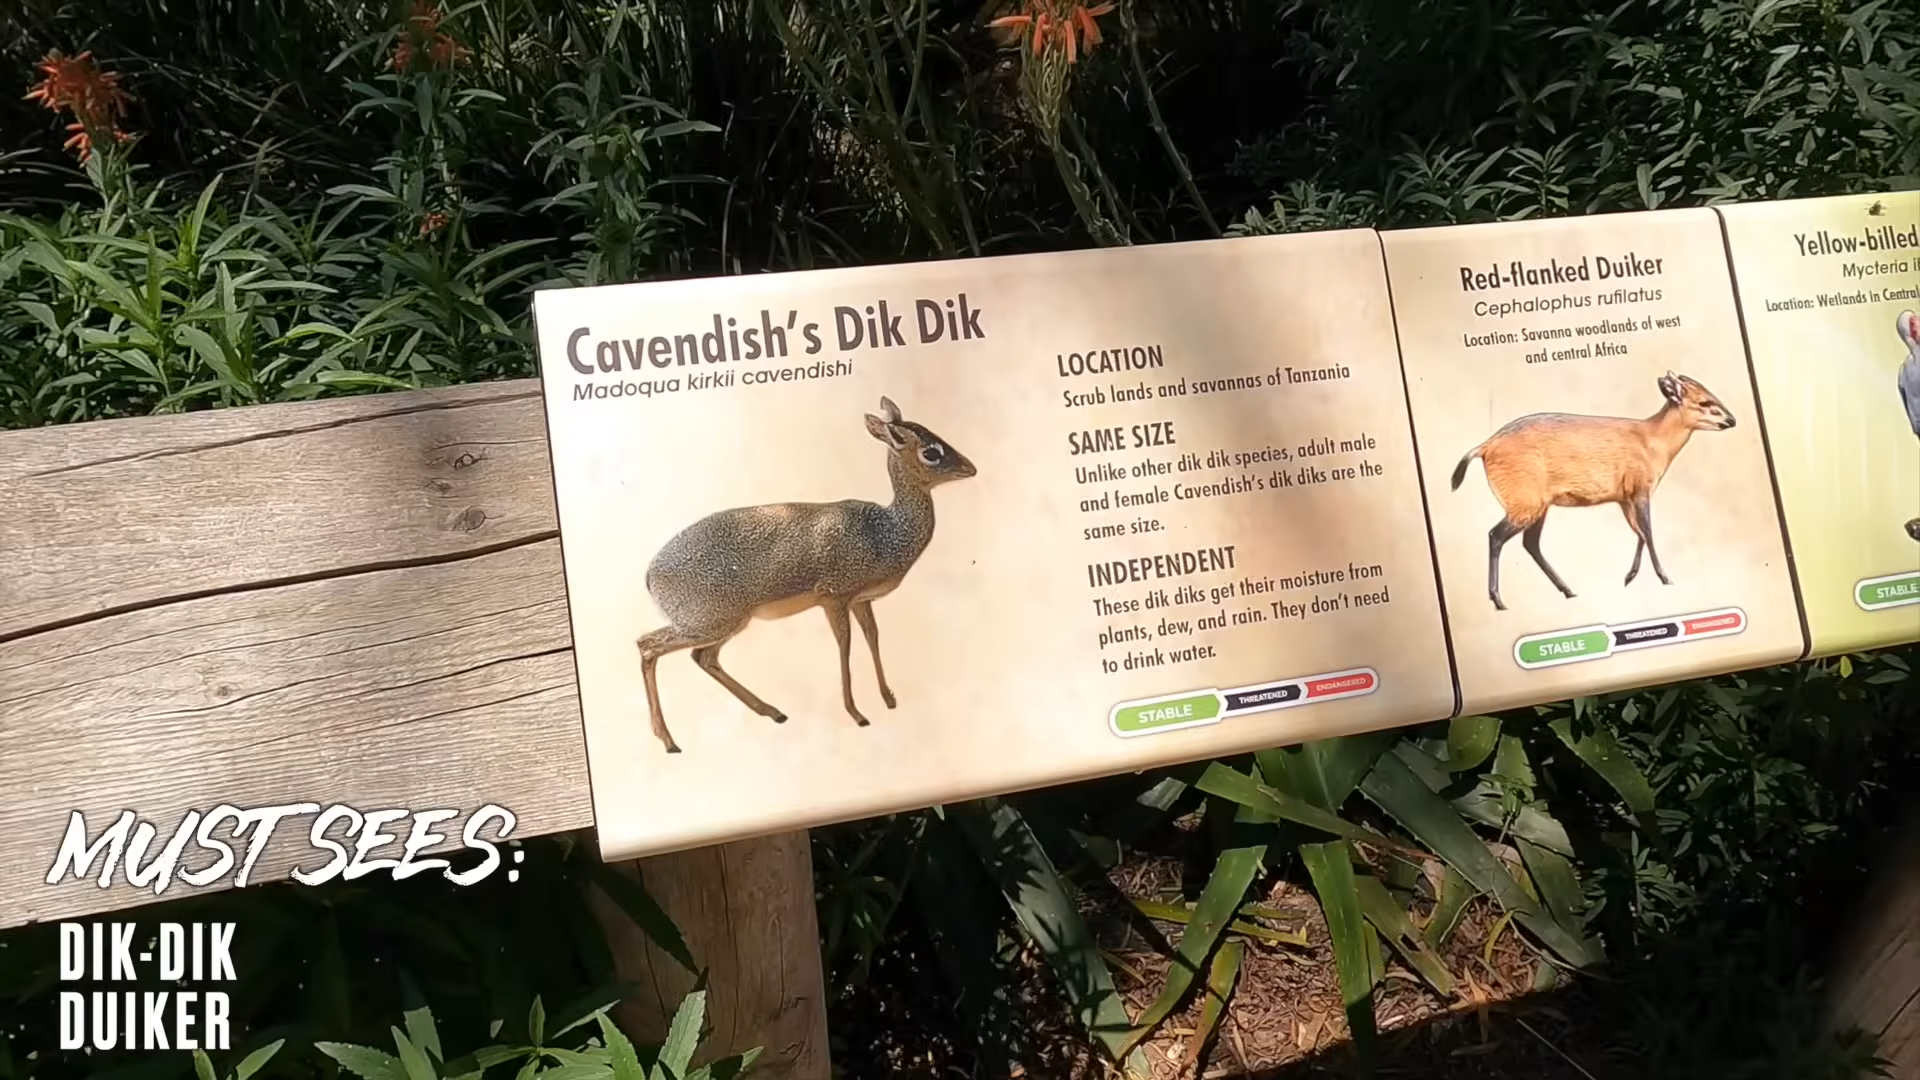 Cavendish's Dik Dik
Madoqua kirkii cavendishi
LOCATION
Scrub lands and savannas of Tanzania
SAME SIZE
Unlike other dik dik species, adult male
and female Cavendish's dik diks are the
same size.
INDEPENDENT
These dik diks get their moisture from
plants, dew, and rain. They don't need
to drink water.
STABLE THREATENED ENDANGERED
Red-flanked Duiker
Cephalophus rufilatus
Location: Savanna woodlands of west
and central Africa
STABLE THREATENED ENDANGERED
Yellow-billed
Mycteria
Location: Wetlands in Central
STABLE
MUST SEES:
DIK-DIK
DUIKER